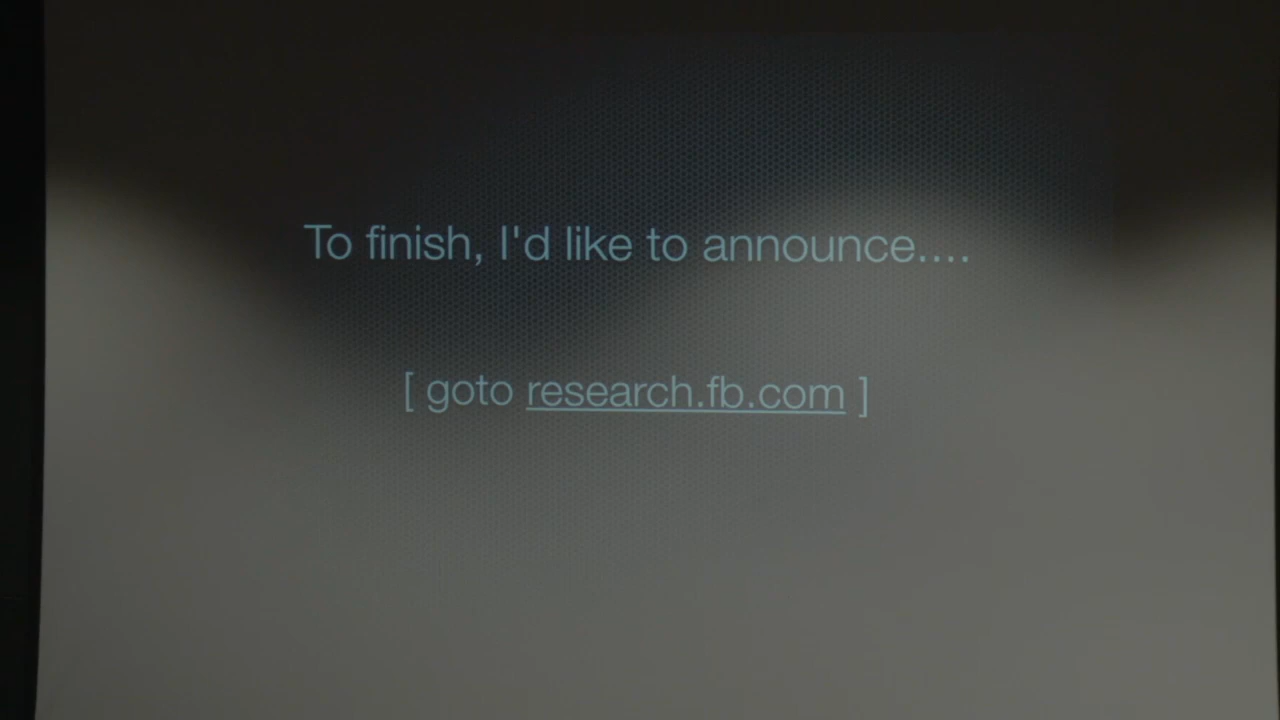 To finish, I'd like to announce....
[ goto research.fb.com ]